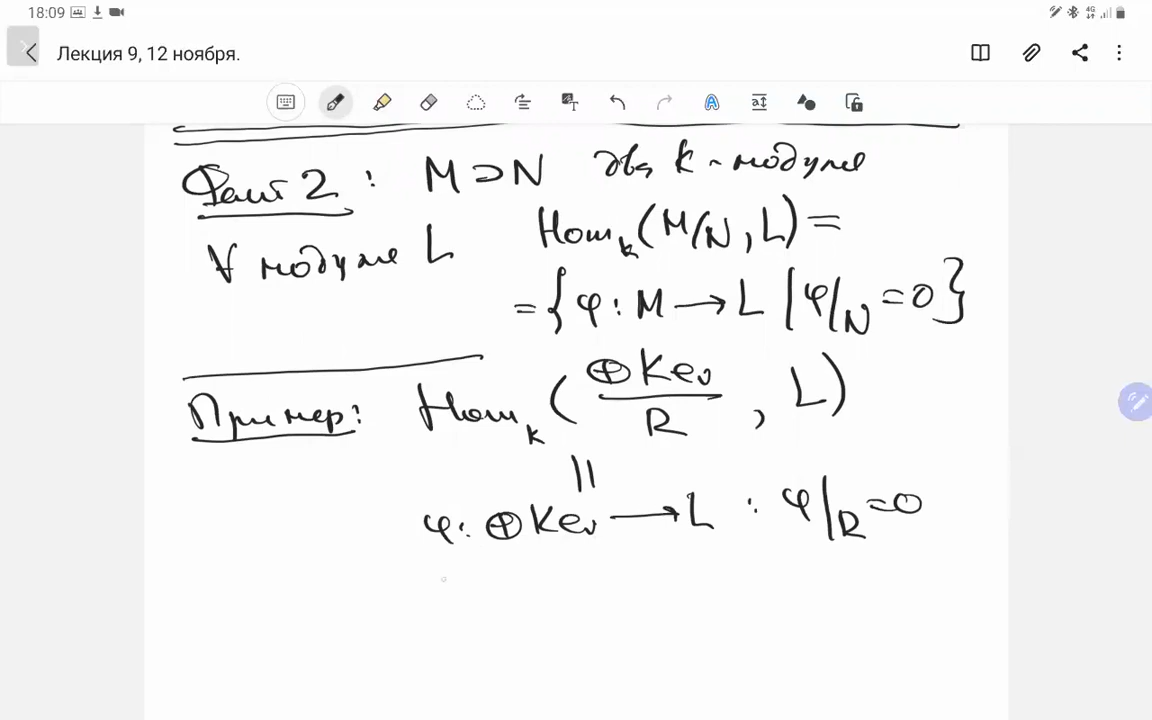 18:09 4G
Лекция 9, 12 ноября.
Факт 2: M ⊃ N два k-модуля
∀ модуля L Hom_k(M/N, L) =
= {φ: M → L | φ|_N = 0}
Пример: Hom_k(⊕Ke_v / R, L)
||
φ: ⊕Ke_v → L : φ|_R = 0